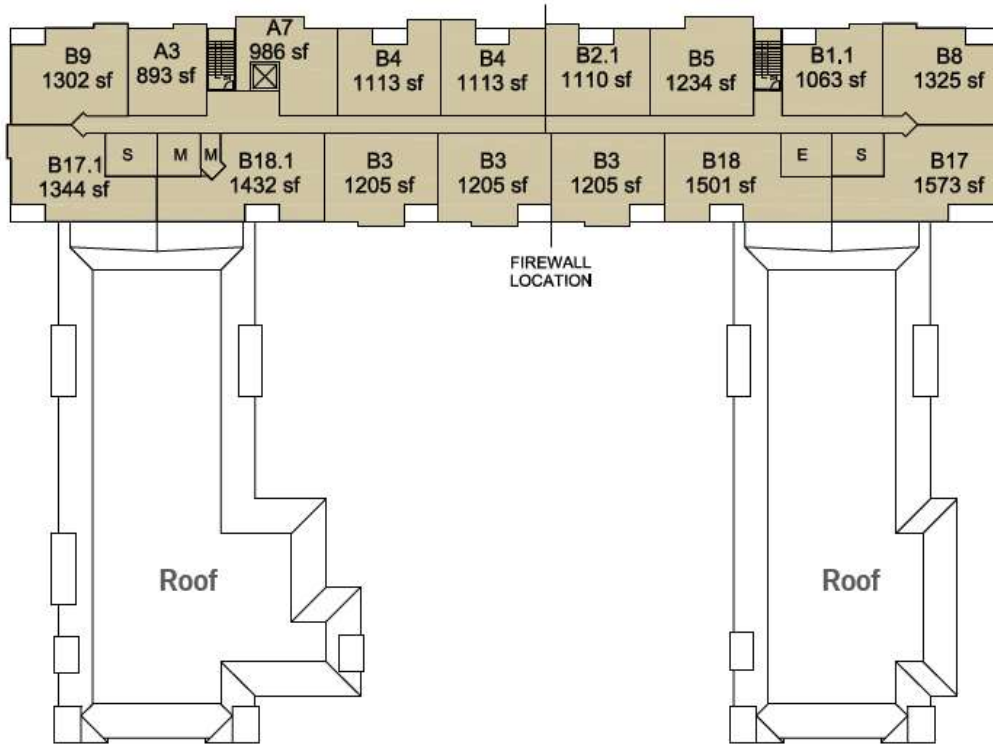 B9
1302 sf
A3
893 sf
A7
986 sf
B4
1113 sf
B4
1113 sf
B2.1
1110 sf
B5
1234 sf
B1.1
1063 sf
B8
1325 sf
B17.1
1344 sf
S
M
M
B18.1
1432 sf
B3
1205 sf
B3
1205 sf
B3
1205 sf
B18
1501 sf
E
S
B17
1573 sf
FIREWALL
LOCATION
Roof
Roof